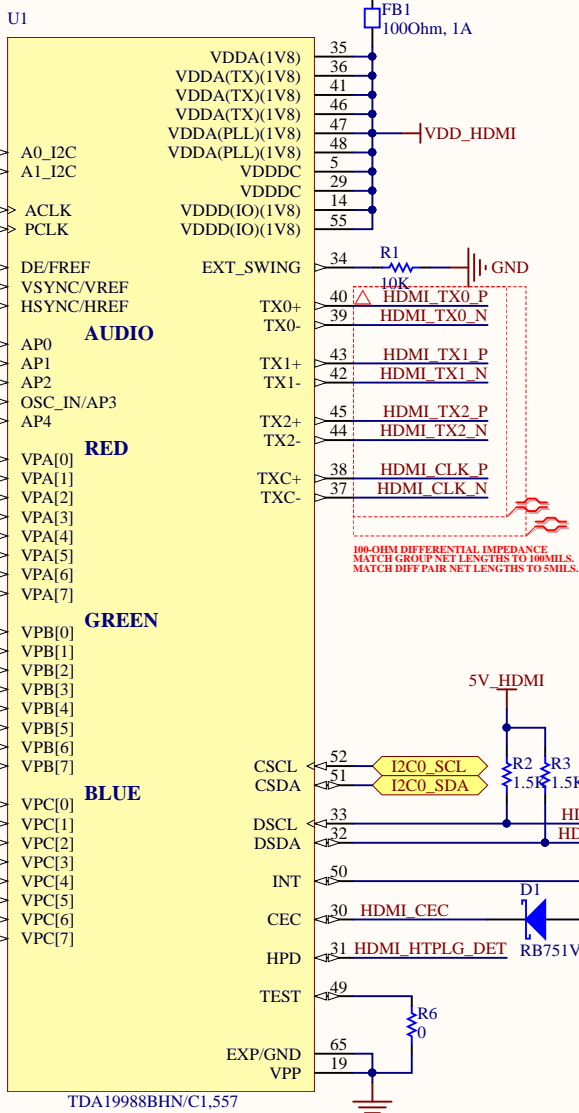 U1
FB1
100Ohm, 1A
VDDA(1V8) 35
VDDA(TX)(1V8) 36
VDDA(TX)(1V8) 41
VDDA(TX)(1V8) 46
VDDA(PLL)(1V8) 47
VDD_HDMI
VDDA(PLL)(1V8) 48
A0_I2C
A1_I2C
VDDDC 5
VDDDC 29
ACLK
VDDD(IO)(1V8) 14
PCLK
VDDD(IO)(1V8) 55
DE/FREF
EXT_SWING 34
R1
10K
GND
VSYNC/VREF
HSYNC/HREF
TX0+ 40 HDMI_TX0_P
TX0- 39 HDMI_TX0_N
AUDIO
AP0
AP1
TX1+ 43 HDMI_TX1_P
AP2
TX1- 42 HDMI_TX1_N
OSC_IN/AP3
AP4
TX2+ 45 HDMI_TX2_P
TX2- 44 HDMI_TX2_N
RED
VPA[0]
VPA[1]
TXC+ 38 HDMI_CLK_P
VPA[2]
TXC- 37 HDMI_CLK_N
VPA[3]
VPA[4]
VPA[5]
VPA[6]
VPA[7]
100-OHM DIFFERENTIAL IMPEDANCE
MATCH GROUP NET LENGTHS TO 100MILS.
MATCH DIFF PAIR NET LENGTHS TO 5MILS.
GREEN
VPB[0]
VPB[1]
VPB[2]
VPB[3]
VPB[4]
VPB[5]
VPB[6]
VPB[7]
5V_HDMI
R2
1.5K
R3
1.5K
CSCL 52 I2C0_SCL
CSDA 51 I2C0_SDA
BLUE
VPC[0]
VPC[1]
DSCL 33 HD
VPC[2]
DSDA 32 HD
VPC[3]
VPC[4]
INT 50
VPC[5]
VPC[6]
CEC 30 HDMI_CEC
D1
RB751V
VPC[7]
HPD 31 HDMI_HTPLG_DET
TEST 49
R6
0
EXP/GND 65
VPP 19
TDA19988BHN/C1,557